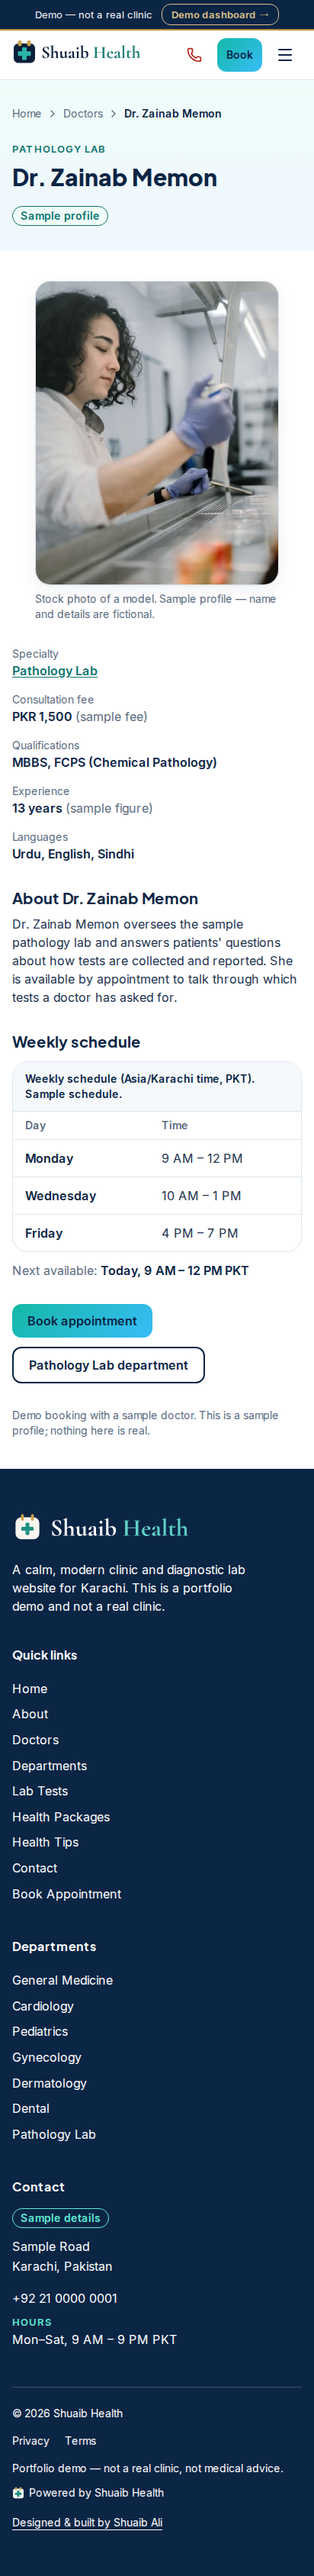 Demo — not a real clinic Demo dashboard →
Shuaib Health Book
Home > Doctors > Dr. Zainab Memon
PATHOLOGY LAB
Dr. Zainab Memon
Sample profile
Stock photo of a model. Sample profile — name
and details are fictional.
Specialty
Pathology Lab
Consultation fee
PKR 1,500 (sample fee)
Qualifications
MBBS, FCPS (Chemical Pathology)
Experience
13 years (sample figure)
Languages
Urdu, English, Sindhi
About Dr. Zainab Memon
Dr. Zainab Memon oversees the sample
pathology lab and answers patients' questions
about how tests are collected and reported. She
is available by appointment to talk through which
tests a doctor has asked for.
Weekly schedule
Weekly schedule (Asia/Karachi time, PKT).
Sample schedule.
Day Time
Monday 9 AM – 12 PM
Wednesday 10 AM – 1 PM
Friday 4 PM – 7 PM
Next available: Today, 9 AM – 12 PM PKT
Book appointment
Pathology Lab department
Demo booking with a sample doctor. This is a sample
profile; nothing here is real.
Shuaib Health
A calm, modern clinic and diagnostic lab
website for Karachi. This is a portfolio
demo and not a real clinic.
Quick links
Home
About
Doctors
Departments
Lab Tests
Health Packages
Health Tips
Contact
Book Appointment
Departments
General Medicine
Cardiology
Pediatrics
Gynecology
Dermatology
Dental
Pathology Lab
Contact
Sample details
Sample Road
Karachi, Pakistan
+92 21 0000 0001
HOURS
Mon–Sat, 9 AM – 9 PM PKT
© 2026 Shuaib Health
Privacy Terms
Portfolio demo — not a real clinic, not medical advice.
Powered by Shuaib Health
Designed & built by Shuaib Ali